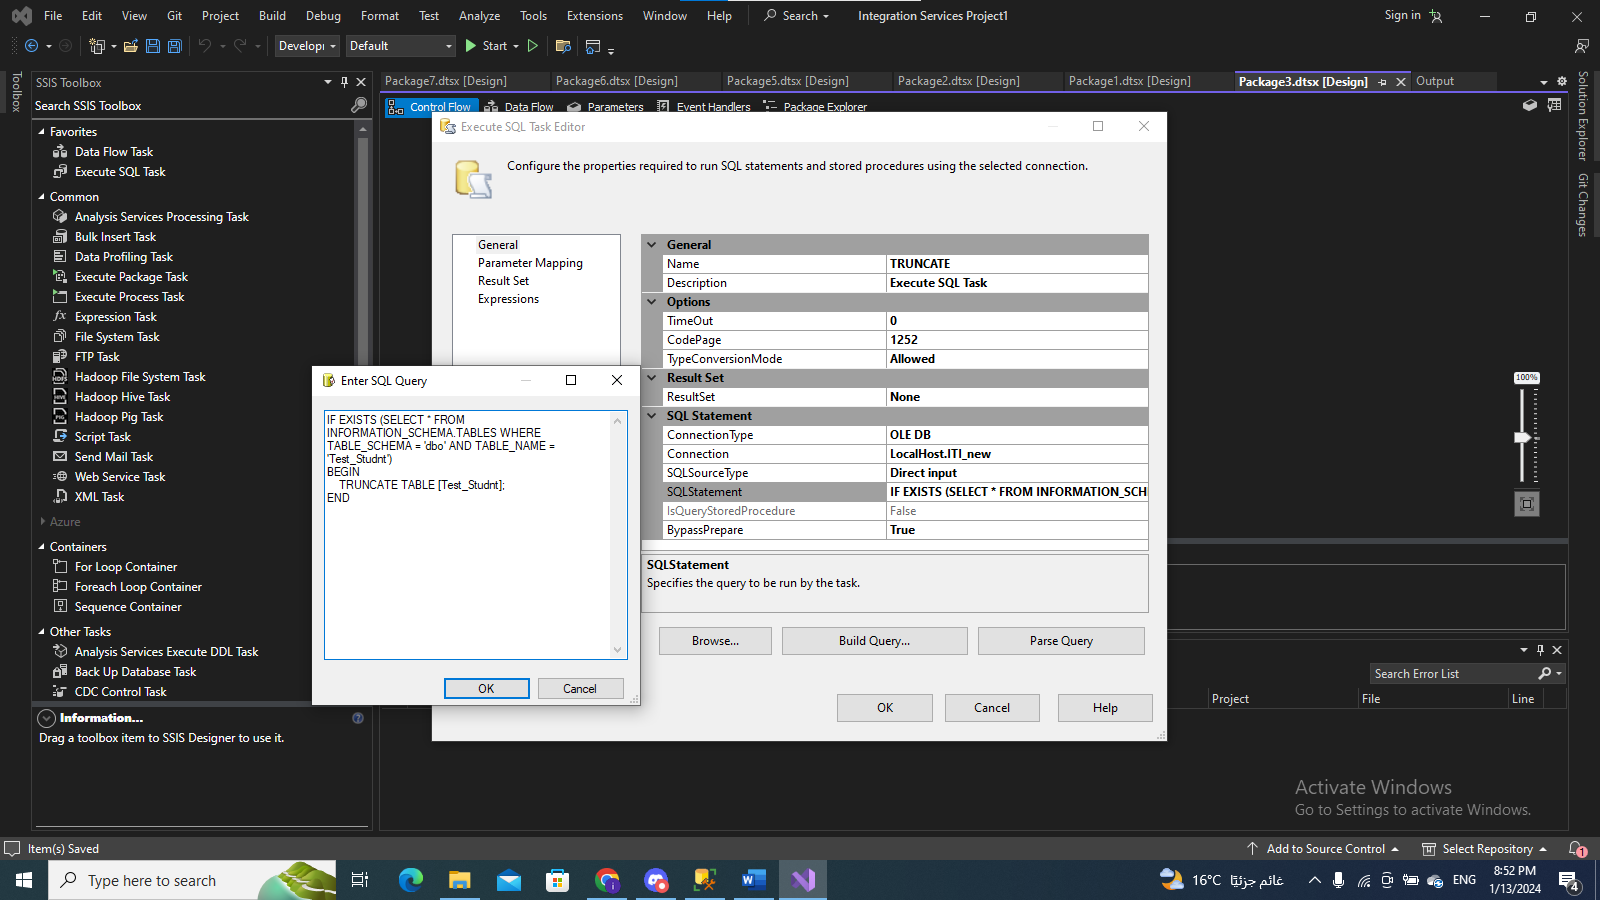 File Edit View Git Project Build Debug Format Test Analyze Tools Extensions Window Help Search Integration Services Project1 Sign in
Developi Default Start
Toolbox
SSIS Toolbox
Search SSIS Toolbox
Favorites
Data Flow Task
Execute SQL Task
Common
Analysis Services Processing Task
Bulk Insert Task
Data Profiling Task
Execute Package Task
Execute Process Task
Expression Task
File System Task
FTP Task
Hadoop File System Task
Hadoop Hive Task
Hadoop Pig Task
Script Task
Send Mail Task
Web Service Task
XML Task
Azure
Containers
For Loop Container
Foreach Loop Container
Sequence Container
Other Tasks
Analysis Services Execute DDL Task
Back Up Database Task
CDC Control Task
Information...
Drag a toolbox item to SSIS Designer to use it.
Package7.dtsx [Design] Package6.dtsx [Design] Package5.dtsx [Design] Package2.dtsx [Design] Package1.dtsx [Design] Package3.dtsx [Design] Output
Control Flow Data Flow Parameters Event Handlers Package Explorer
Execute SQL Task Editor
Configure the properties required to run SQL statements and stored procedures using the selected connection.
General
Parameter Mapping
Result Set
Expressions
General
Name TRUNCATE
Description Execute SQL Task
Options
TimeOut 0
CodePage 1252
TypeConversionMode Allowed
Result Set
ResultSet None
SQL Statement
ConnectionType OLE DB
Connection LocalHost.ITI_new
SQLSourceType Direct input
SQLStatement IF EXISTS (SELECT * FROM INFORMATION_SCH
IsQueryStoredProcedure False
BypassPrepare True
SQLStatement
Specifies the query to be run by the task.
Browse... Build Query... Parse Query
OK Cancel Help
Enter SQL Query
IF EXISTS (SELECT * FROM
INFORMATION_SCHEMA.TABLES WHERE
TABLE_SCHEMA = 'dbo' AND TABLE_NAME =
'Test_Studnt')
BEGIN
TRUNCATE TABLE [Test_Studnt];
END
OK Cancel
100%
Solution Explorer
Git Changes
Search Error List
Project File Line
Activate Windows
Go to Settings to activate Windows.
Item(s) Saved
Add to Source Control Select Repository 1
Type here to search
16°C غائم جزئيًا
ENG
8:52 PM
1/13/2024
4